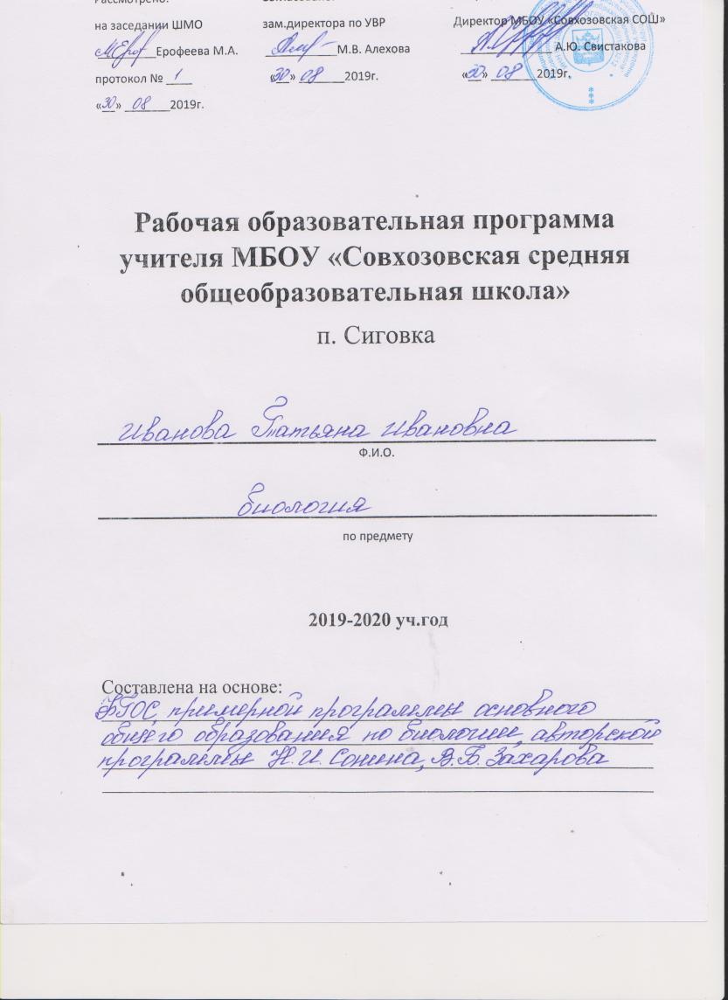 Рассмотрено:
на заседании ШМО
Ерофеева М.А.
протокол № 1
«30» 08 2019г.
Согласовано:
зам.директора по УВР
М.В. Алехова
«30» 08 2019г.
Директор МБОУ «Совхозовская СОШ»
А.Ю. Свистакова
«30» 08 2019г.
Рабочая образовательная программа
учителя МБОУ «Совхозовская средняя
общеобразовательная школа»
п. Сиговка
Иванова Татьяна Ивановна
Ф.И.О.
биология
по предмету
2019-2020 уч.год
Составлена на основе:
ФГОС, примерной программы основного
общего образования по биологии, авторской
программы Н.И. Сонина, В.Б. Захарова